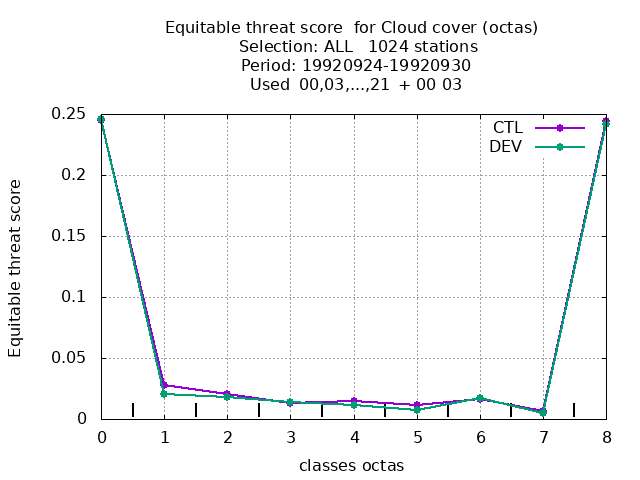 Equitable threat score  for Cloud cover (octas)
Selection: ALL   1024 stations
Period: 19920924-19920930
Used  00,03,...,21  + 00 03
CTL
DEV
0.25
0.2
0.15
0.1
0.05
0
Equitable threat score
0 1 2 3 4 5 6 7 8
classes octas